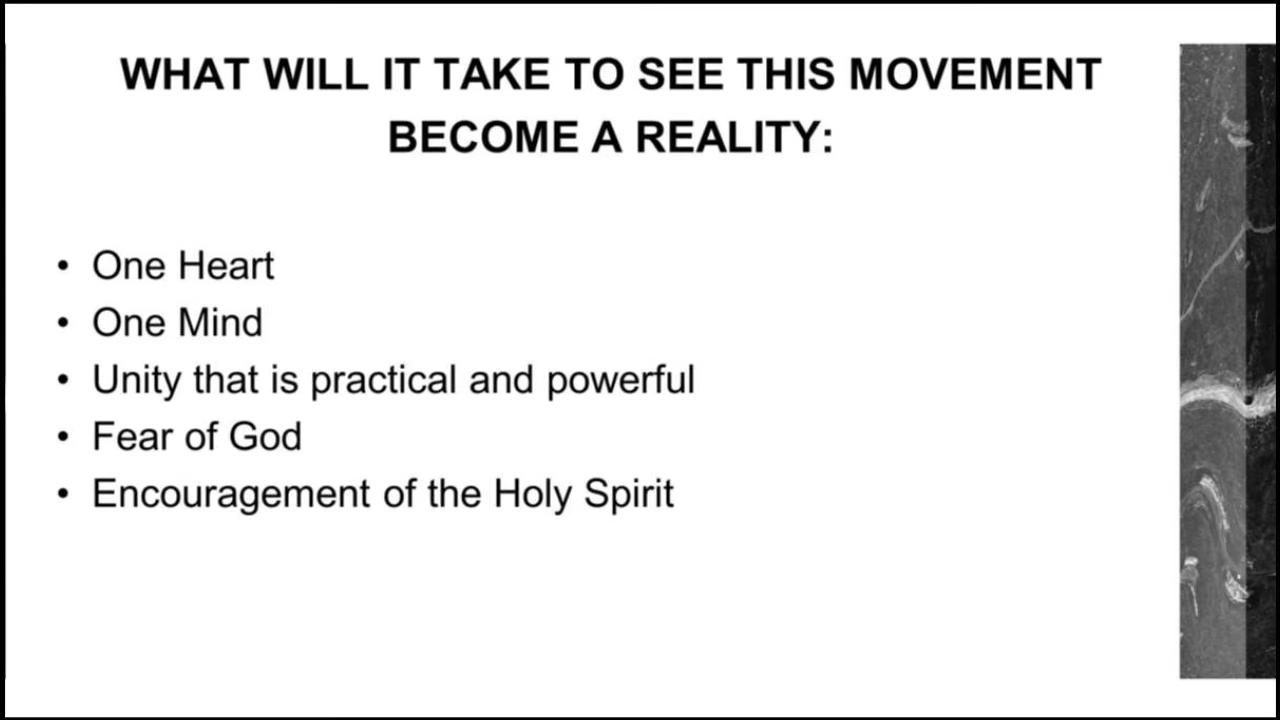 WHAT WILL IT TAKE TO SEE THIS MOVEMENT
BECOME A REALITY:
• One Heart
• One Mind
• Unity that is practical and powerful
• Fear of God
• Encouragement of the Holy Spirit